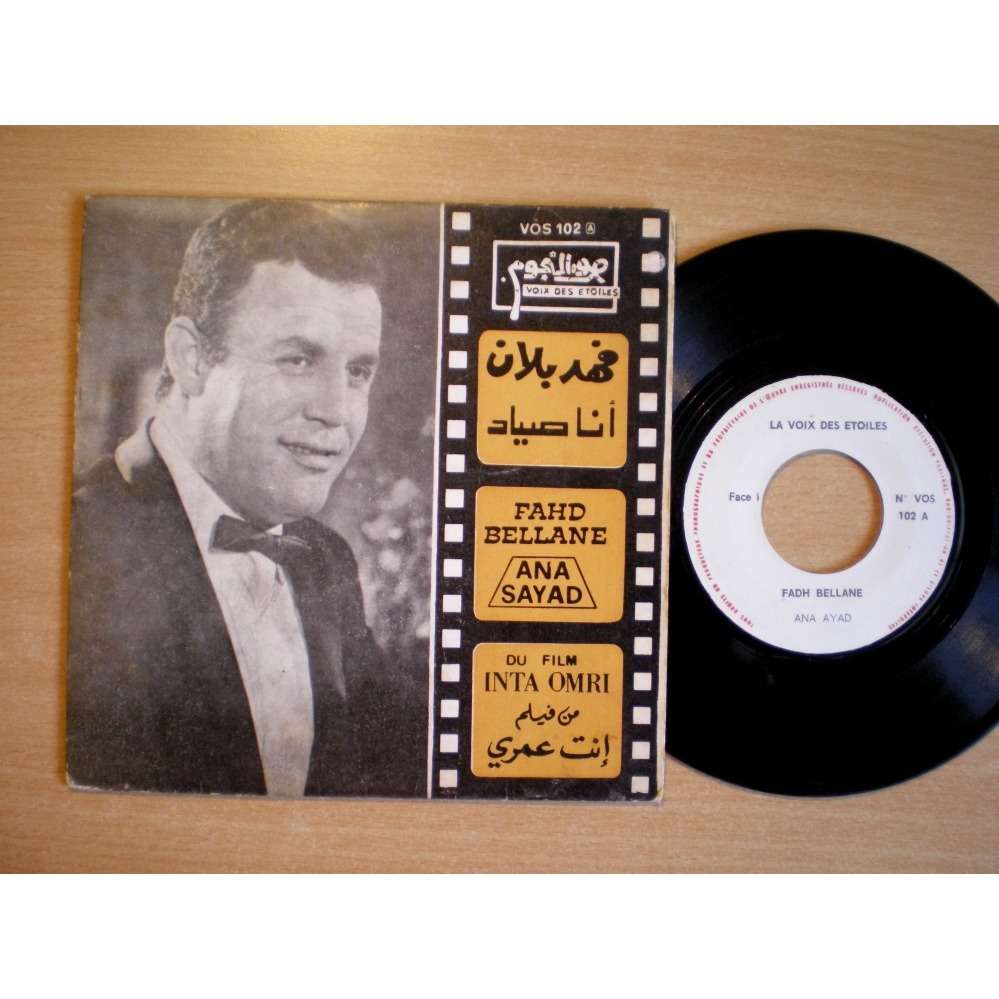 VOS 102 A
صوت النجوم
VOIX DES ETOILES
فهد بلان
أنا صياد
FAHD
BELLANE
ANA
SAYAD
DU FILM
INTA OMRI
من فيلم
إنت عمري
LA VOIX DES ETOILES
Face 1
N° VOS
102 A
FADH BELLANE
ANA AYAD